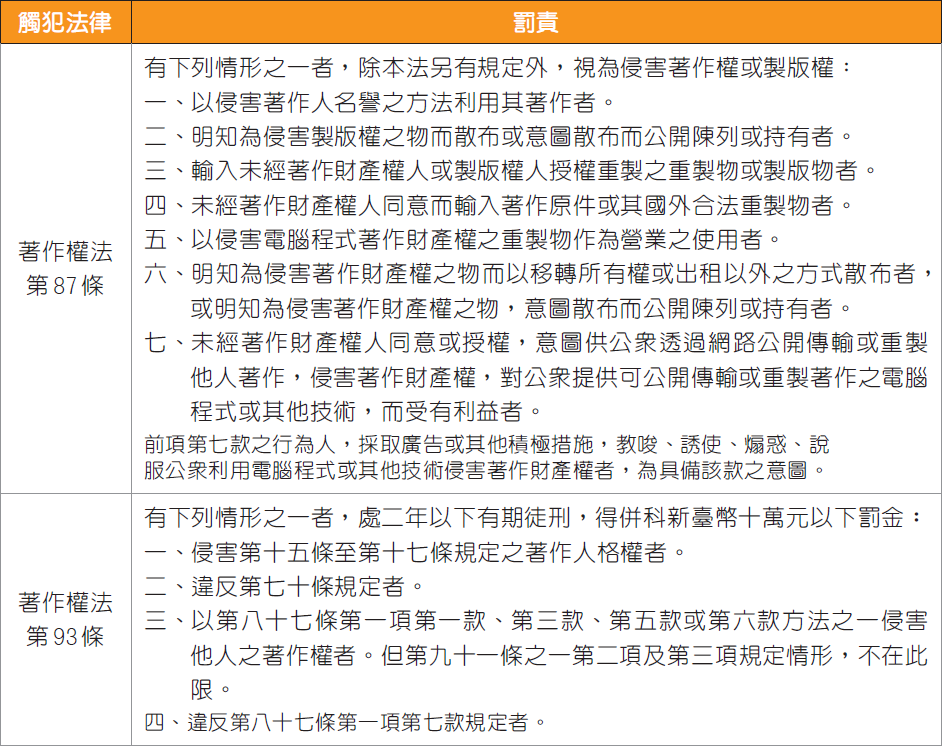 觸犯法律
罰責
著作權法
第87條
有下列情形之一者，除本法另有規定外，視為侵害著作權或製版權：
一、以侵害著作人名譽之方法利用其著作者。
二、明知為侵害製版權之物而散布或意圖散布而公開陳列或持有者。
三、輸入未經著作財產權人或製版權人授權重製之重製物或製版物者。
四、未經著作財產權人同意而輸入著作原件或其國外合法重製物者。
五、以侵害電腦程式著作財產權之重製物作為營業之使用者。
六、明知為侵害著作財產權之物而以移轉所有權或出租以外之方式散布者，
或明知為侵害著作財產權之物，意圖散布而公開陳列或持有者。
七、未經著作財產權人同意或授權，意圖供公眾透過網路公開傳輸或重製
他人著作，侵害著作財產權，對公眾提供可公開傳輸或重製著作之電腦
程式或其他技術，而受有利益者。
前項第七款之行為人，採取廣告或其他積極措施，教唆、誘使、煽惑、說
服公眾利用電腦程式或其他技術侵害著作財產權者，為具備該款之意圖。
著作權法
第93條
有下列情形之一者，處二年以下有期徒刑，得併科新臺幣十萬元以下罰金：
一、侵害第十五條至第十七條規定之著作人格權者。
二、違反第七十條規定者。
三、以第八十七條第一項第一款、第三款、第五款或第六款方法之一侵害
他人之著作權者。但第九十一條之一第二項及第三項規定情形，不在此
限。
四、違反第八十七條第一項第七款規定者。